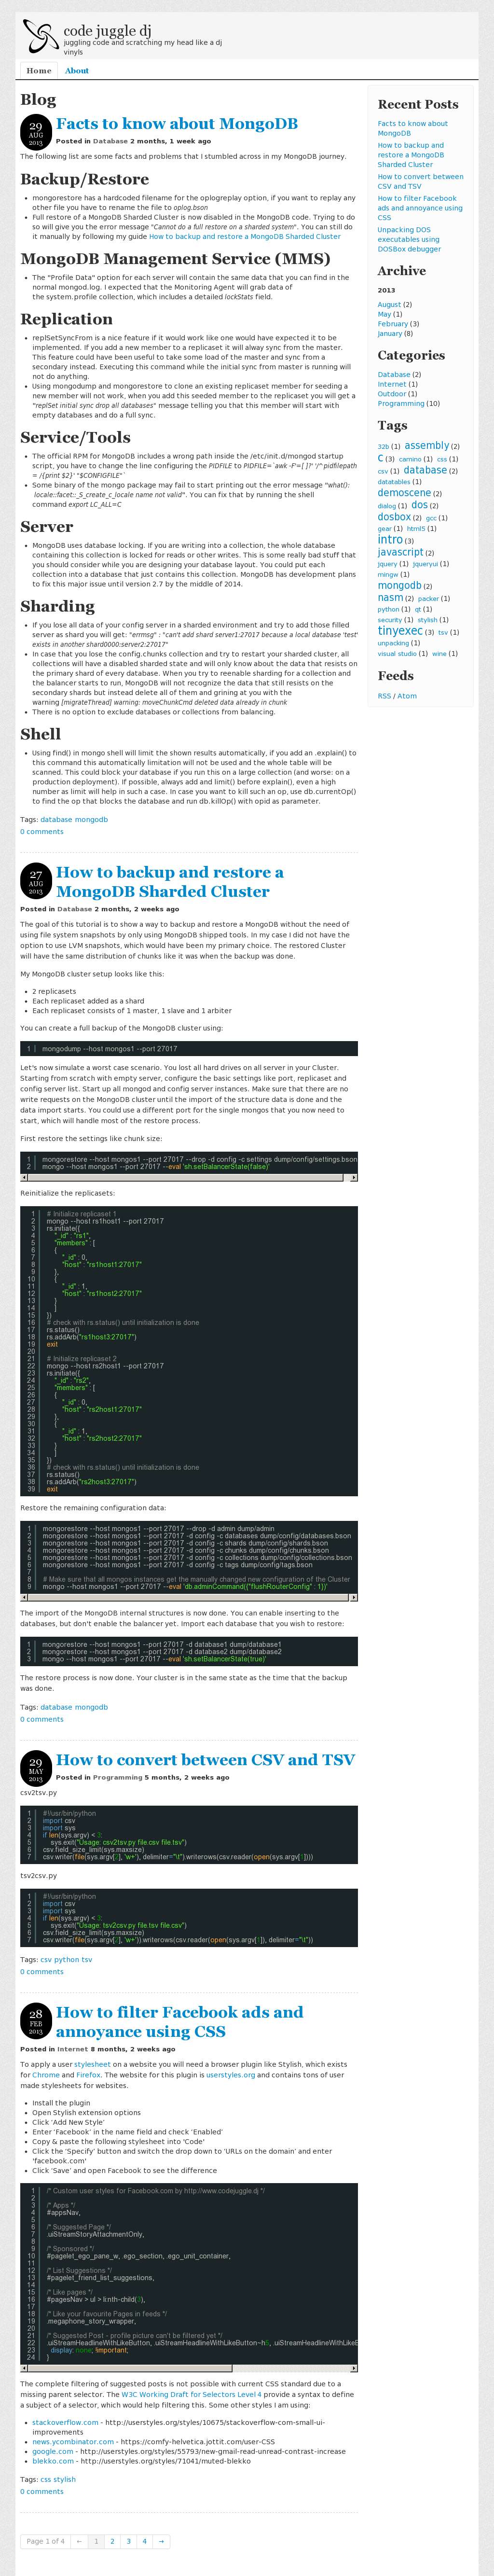 code juggle dj
juggling code and scratching my head like a dj
vinyls
Home
About
Blog
29
AUG
2013
Facts to know about MongoDB
Posted in Database 2 months, 1 week ago
The following list are some facts and problems that I stumbled across in my MongoDB journey.
Backup/Restore
mongorestore has a hardcoded filename for the oplogreplay option, if you want to replay any
other file you have to rename the file to oplog.bson
Full restore of a MongoDB system is now disabled in the MongoDB code. Trying to do
so will give you the error message "Cannot do a full restore on a sharded system". You can still do
it manually by following my guide How to backup and restore a MongoDB Sharded Cluster
MongoDB Management Service (MMS)
The "Profile Data" option for each server will contain the same data that you can find in the
normal mongod.log. I expected that the Monitoring Agent will grab data of
the system.profile collection, which includes a detailed lockStats field.
Replication
replSetSyncFrom is a nice feature if it would work like one would have expected it to be
implemented. If you add a new member to a replicaset it will alway sync from the master.
This feature could have been useful to take some load of the master and sync from a
secondary instead. Executing that command while an initial sync from master is running will
not do anything.
Using mongodump and mongorestore to clone an existing replicaset member for using as a
new member will not work, when you add this seeded member to the replicaset you will get a
"replSet initial sync drop all databases" message telling you that this new member will start with
empty databases and do a full sync.
Service/Tools
The official RPM for MongoDB includes a wrong path inside the /etc/init.d/mongod startup
script, you have to change the command concerning the PIDFILE to PIDFILE=`awk -F=[ ]?' '/^ pidfilepath
= /{print $2}' "$CONFIGFILE"`
The mongo binary of the mongo package may fail to start printing out the error message "what():
 locale::facet::_S_create_c_locale name not valid". You can fix it by running the shell
command export LC_ALL=C
Server
MongoDB uses database locking. If you are writing into a collection, the whole database
containing this collection gets locked for other writes. This is not really bad stuff that you
should worry about, but you could put a highly used collection to its own separated
database if the database that just contains this collection. MongoDB development plans
to fix this major issue until version 2.7 by the middle of 2014.
Sharding
If you lose all data of your config server in a sharded environment and try to add those filled
server as shard you will get: "errmsg" : "can't add shard server2:27017 because a local database 'test'
exists in another shard0000:server2:27017"
In case that you lose the mongos chunks collection and try to restart your sharded cluster, all
collection will use the primary shard of this database, even though you may have sharded
data of every database on every shard. When you try to reenable sharding for a collection and
the balancer starts to run, MongoDB will not recognize the data that still resides on the
secondary shards of this database and starts deleting all your data of
the secondary shards that are between primary and ending chunk id's with the
warning [migrateThread] warning: moveChunkCmd deleted data already in chunk
There is no option to exclude databases or collections from balancing.
Shell
Using find() in mongo shell will limit the shown results automatically, if you add an .explain() to
this command this automatically limitation will not be used and the whole table will be
scanned. This could block your database if you run this on a large collection (and worse: on a
production deployment). If possible, always add an limit() before explain(), even a high
number as limit will help in such a case. In case you want to kill such an op, use db.currentOp()
to find the op that blocks the database and run db.killOp() with opid as parameter.
Tags: database mongodb
0 comments
27
AUG
2013
How to backup and restore a
MongoDB Sharded Cluster
Posted in Database 2 months, 2 weeks ago
The goal of this tutorial is to show a way to backup and restore a MongoDB without the need of
using file system snapshots by only using MongoDB shipped tools. In my case I did not have the
option to use LVM snapshots, which would have been my primary choice. The restored Cluster
will have the same distribution of chunks like it was when the backup was done.
My MongoDB cluster setup looks like this:
2 replicasets
Each replicaset added as a shard
Each replicaset consists of 1 master, 1 slave and 1 arbiter
You can create a full backup of the MongoDB cluster using:
1 mongodump --host mongos1 --port 27017
Let's now simulate a worst case scenario. You lost all hard drives on all server in your Cluster.
Starting from scratch with empty server, configure the basic settings like port, replicaset and
config server list. Start up all mongod and config server instances. Make sure that there are no
write requests on the MongoDB cluster until the import of the structure data is done and the
data import starts. You could use a different port for the single mongos that you now need to
start, which will handle most of the restore process.
First restore the settings like chunk size:
1 mongorestore --host mongos1 --port 27017 --drop -d config -c settings dump/config/settings.bson
2 mongo --host mongos1 --port 27017 --eval 'sh.setBalancerState(false)'
Reinitialize the replicasets:
1 # Initialize replicaset 1
2 mongo --host rs1host1 --port 27017
3 rs.initiate({
4 "_id" : "rs1",
5 "members" : [
6 {
7 "_id" : 0,
8 "host" : "rs1host1:27017"
9 },
10 {
11 "_id" : 1,
12 "host" : "rs1host2:27017"
13 }
14 ]
15 })
16 # check with rs.status() until initialization is done
17 rs.status()
18 rs.addArb("rs1host3:27017")
19 exit
20
21 # Initialize replicaset 2
22 mongo --host rs2host1 --port 27017
23 rs.initiate({
24 "_id" : "rs2",
25 "members" : [
26 {
27 "_id" : 0,
28 "host" : "rs2host1:27017"
29 },
30 {
31 "_id" : 1,
32 "host" : "rs2host2:27017"
33 }
34 ]
35 })
36 # check with rs.status() until initialization is done
37 rs.status()
38 rs.addArb("rs2host3:27017")
39 exit
Restore the remaining configuration data:
1 mongorestore --host mongos1 --port 27017 --drop -d admin dump/admin
2 mongorestore --host mongos1 --port 27017 -d config -c databases dump/config/databases.bson
3 mongorestore --host mongos1 --port 27017 -d config -c shards dump/config/shards.bson
4 mongorestore --host mongos1 --port 27017 -d config -c chunks dump/config/chunks.bson
5 mongorestore --host mongos1 --port 27017 -d config -c collections dump/config/collections.bson
6 mongorestore --host mongos1 --port 27017 -d config -c tags dump/config/tags.bson
7
8 # Make sure that all mongos instances get the manually changed new configuration of the Cluster
9 mongo --host mongos1 --port 27017 --eval 'db.adminCommand({"flushRouterConfig" : 1})'
The import of the MongoDB internal structures is now done. You can enable inserting to the
databases, but don't enable the balancer yet. Import each database that you wish to restore:
1 mongorestore --host mongos1 --port 27017 -d database1 dump/database1
2 mongorestore --host mongos1 --port 27017 -d database2 dump/database2
3 mongo --host mongos1 --port 27017 --eval 'sh.setBalancerState(true)'
The restore process is now done. Your cluster is in the same state as the time that the backup
was done.
Tags: database mongodb
0 comments
29
MAY
2013
How to convert between CSV and TSV
Posted in Programming 5 months, 2 weeks ago
csv2tsv.py
1 #!/usr/bin/python
2 import csv
3 import sys
4 if len(sys.argv) < 3:
5 sys.exit("Usage: csv2tsv.py file.csv file.tsv")
6 csv.field_size_limit(sys.maxsize)
7 csv.writer(file(sys.argv[2], 'w+'), delimiter="\t").writerows(csv.reader(open(sys.argv[1])))
tsv2csv.py
1 #!/usr/bin/python
2 import csv
3 import sys
4 if len(sys.argv) < 3:
5 sys.exit("Usage: tsv2csv.py file.tsv file.csv")
6 csv.field_size_limit(sys.maxsize)
7 csv.writer(file(sys.argv[2], 'w+')).writerows(csv.reader(open(sys.argv[1]), delimiter="\t"))
Tags: csv python tsv
0 comments
28
FEB
2013
How to filter Facebook ads and
annoyance using CSS
Posted in Internet 8 months, 2 weeks ago
To apply a user stylesheet on a website you will need a browser plugin like Stylish, which exists
for Chrome and Firefox. The website for this plugin is userstyles.org and contains tons of user
made stylesheets for websites.
Install the plugin
Open Stylish extension options
Click 'Add New Style'
Enter 'Facebook' in the name field and check 'Enabled'
Copy & paste the following stylesheet into 'Code'
Click the 'Specify' button and switch the drop down to 'URLs on the domain' and enter
'facebook.com'
Click 'Save' and open Facebook to see the difference
1 /* Custom user styles for Facebook.com by http://www.codejuggle.dj */
2
3 /* Apps */
4 #appsNav,
5
6 /* Suggested Page */
7 .uiStreamStoryAttachmentOnly,
8
9 /* Sponsored */
10 #pagelet_ego_pane_w, .ego_section, .ego_unit_container,
11
12 /* List Suggestions */
13 #pagelet_friend_list_suggestions,
14
15 /* Like pages */
16 #pagesNav > ul > li:nth-child(3),
17
18 /* Like your favourite Pages in feeds */
19 .megaphone_story_wrapper,
20
21 /* Suggested Post - profile picture can't be filtered yet */
22 .uiStreamHeadlineWithLikeButton, .uiStreamHeadlineWithLikeButton~h5, .uiStreamHeadlineWithLikeB
23 display: none !important;
24 }
The complete filtering of suggested posts is not possible with current CSS standard due to a
missing parent selector. The W3C Working Draft for Selectors Level 4 provide a syntax to define
a subject of a selector, which would help filtering this. Some other styles I am using:
stackoverflow.com - http://userstyles.org/styles/10675/stackoverflow-com-small-ui-
improvements
news.ycombinator.com - https://comfy-helvetica.jottit.com/user-CSS
google.com - http://userstyles.org/styles/55793/new-gmail-read-unread-contrast-increase
blekko.com - http://userstyles.org/styles/71041/muted-blekko
Tags: css stylish
0 comments
Page 1 of 4 ← 1 2 3 4 →
Recent Posts
Facts to know about
MongoDB
How to backup and
restore a MongoDB
Sharded Cluster
How to convert between
CSV and TSV
How to filter Facebook
ads and annoyance using
CSS
Unpacking DOS
executables using
DOSBox debugger
Archive
2013
August (2)
May (1)
February (3)
January (8)
Categories
Database (2)
Internet (1)
Outdoor (1)
Programming (10)
Tags
32b (1) assembly (2)
c (3) camino (1) css (1)
csv (1) database (2)
datatables (1)
demoscene (2)
dialog (1) dos (2)
dosbox (2) gcc (1)
gear (1) html5 (1)
intro (3)
javascript (2)
jquery (1) jqueryui (1)
mingw (1)
mongodb (2)
nasm (2) packer (1)
python (1) qt (1)
security (1) stylish (1)
tinyexec (3) tsv (1)
unpacking (1)
visual studio (1) wine (1)
Feeds
RSS / Atom